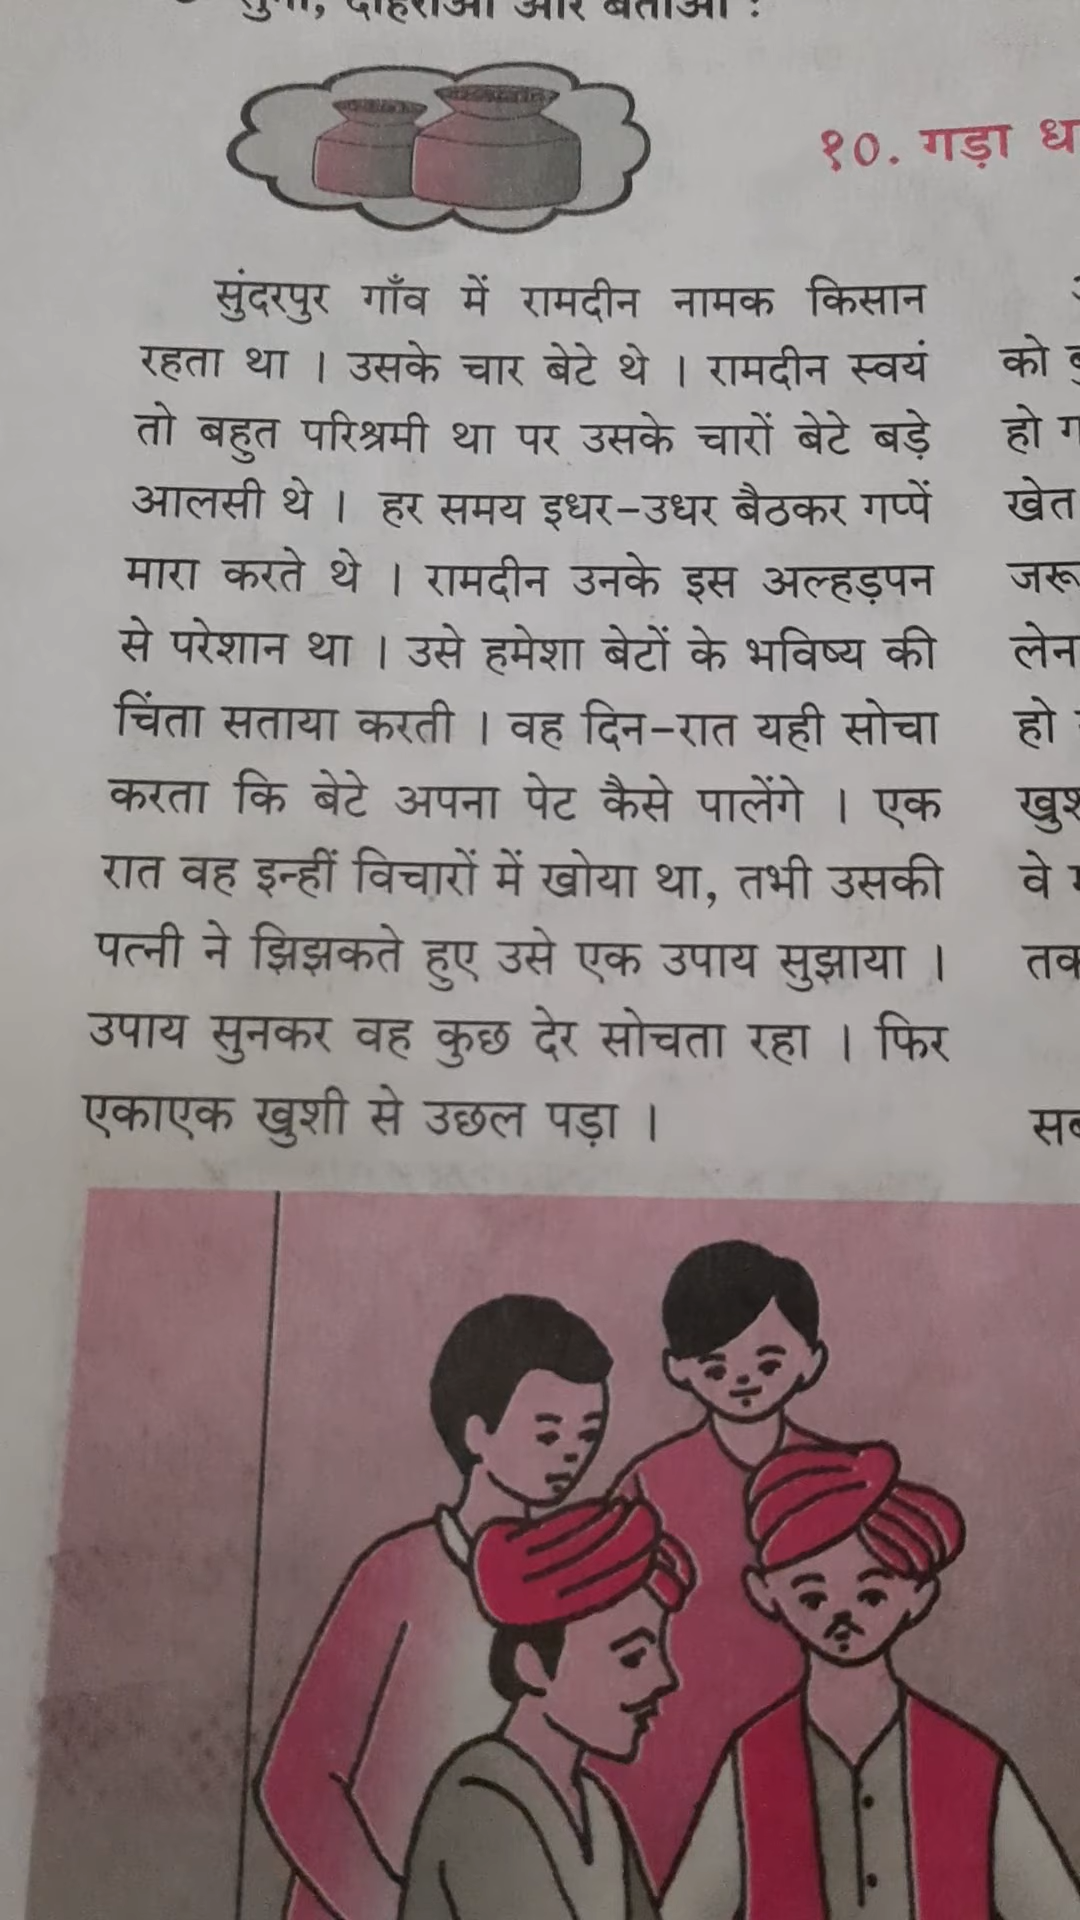 दोहराओ और बताओ :
१०. गड़ा
सुंदरपुर गाँव में रामदीन नामक किसान
रहता था । उसके चार बेटे थे । रामदीन स्वयं
तो बहुत परिश्रमी था पर उसके चारों बेटे बड़े
आलसी थे । हर समय इधर-उधर बैठकर गप्पें
मारा करते थे । रामदीन उनके इस अल्हड़पन
से परेशान था । उसे हमेशा बेटों के भविष्य की
चिंता सताया करती । वह दिन-रात यही सोचा
करता कि बेटे अपना पेट कैसे पालेंगे । एक
रात वह इन्हीं विचारों में खोया था, तभी उसकी
पत्नी ने झिझकते हुए उसे एक उपाय सुझाया ।
उपाय सुनकर वह कुछ देर सोचता रहा । फिर
एकाएक खुशी से उछल पड़ा ।
को
हो
खेत
हो
वे